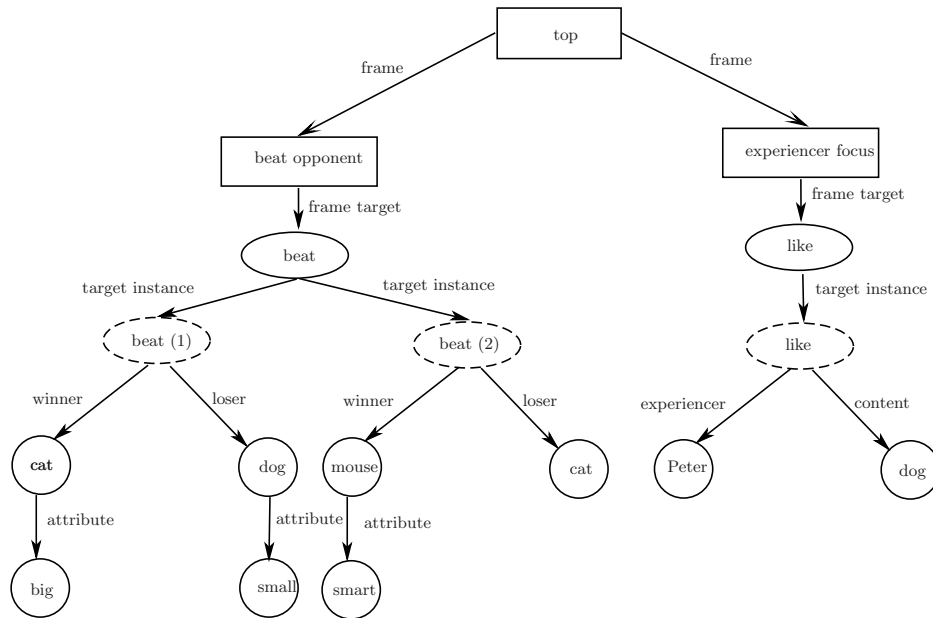 top
frame
frame
beat opponent
experiencer focus
frame target
frame target
beat
like
target instance
target instance
target instance
beat (1)
beat (2)
like
winner
loser
winner
loser
experiencer
content
cat
dog
mouse
cat
Peter
dog
attribute
attribute
attribute
big
small
smart